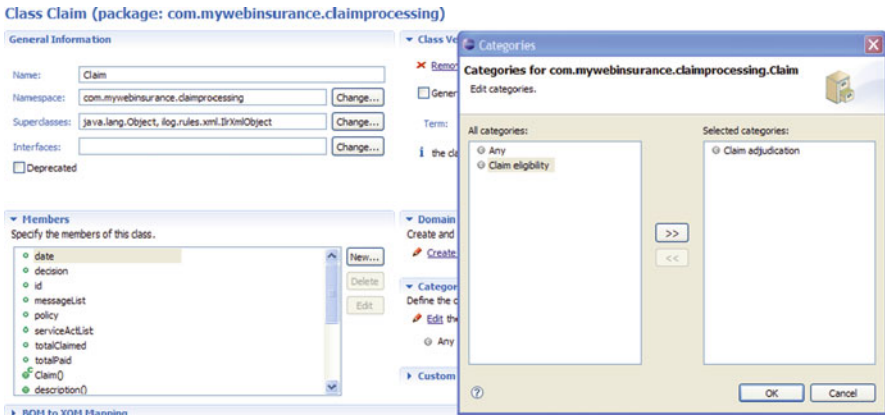 Class Claim (package: com.mywebinsurance.claimprocessing)
General Information
Name: Claim
Namespace: com.mywebinsurance.claimprocessing Change...
Superclasses: java.lang.Object, ilog.rules.xml.IlrXmlObject Change...
Interfaces: Change...
Deprecated
Members
Specify the members of this class.
date
decision
id
messageList
policy
serviceActList
totalClaimed
totalPaid
Claim()
description()
New...
Delete
Edit
BOM to XOM Mapping
Class Ve
Remov
Gener
Term:
the cla
Domain
Create and
Create
Categor
Define the c
Edit the
Any
Custom
Categories
Categories for com.mywebinsurance.claimprocessing.Claim
Edit categories.
All categories:
Any
Claim eligibility
>>
<<
Selected categories:
Claim adjudication
?
OK Cancel